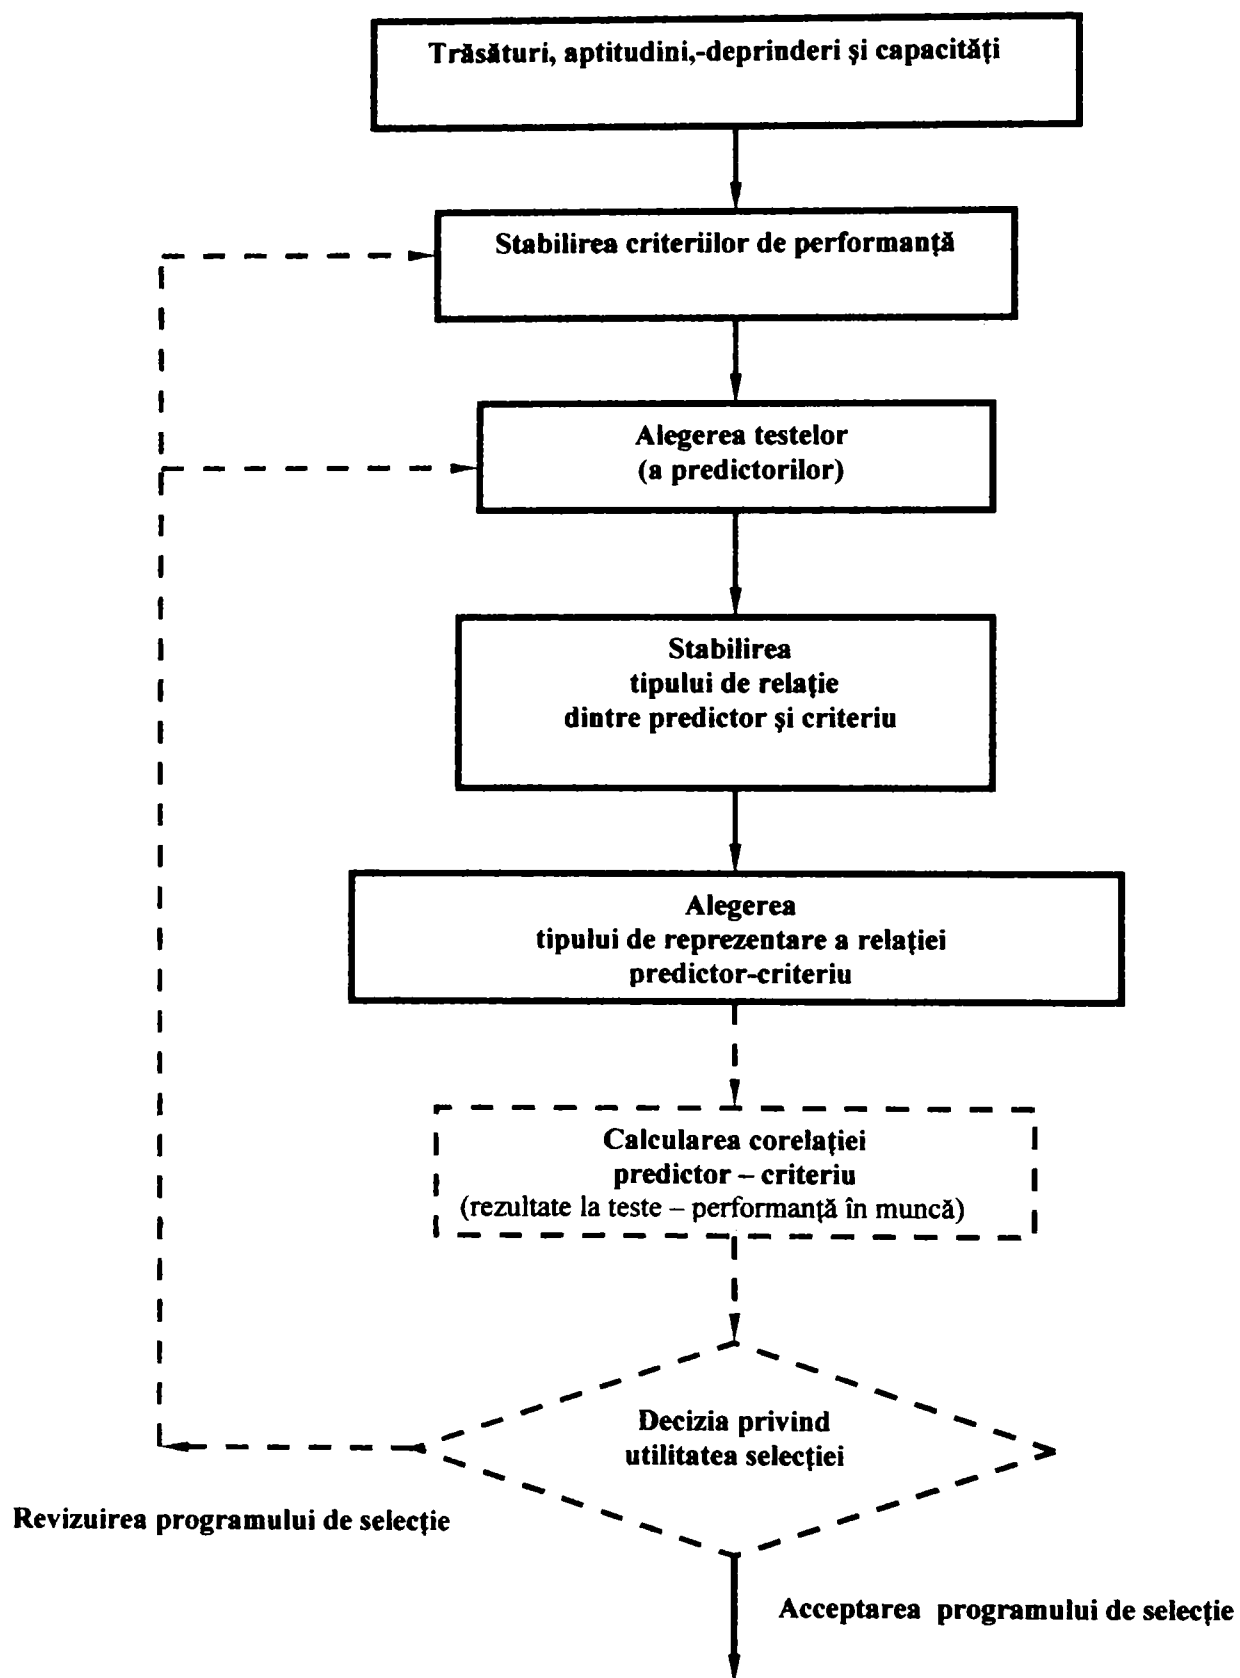 Trăsături, aptitudini,-deprinderi şi capacităţi
Stabilirea criteriilor de performanţă
Alegerea testelor
(a predictorilor)
Stabilirea
tipului de relaţie
dintre predictor şi criteriu
Alegerea
tipului de reprezentare a relaţiei
predictor-criteriu
Calcularea corelaţiei
predictor – criteriu
(rezultate la teste – performanţă în muncă)
Decizia privind
utilitatea selecţiei
Revizuirea programului de selecţie
Acceptarea programului de selecţie